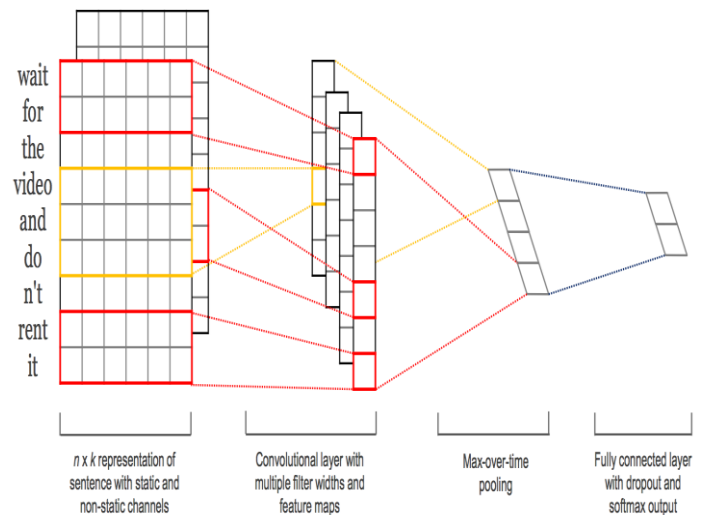 wait
for
the
video
and
do
n't
rent
it
n x k representation of
sentence with static and
non-static channels
Convolutional layer with
multiple filter widths and
feature maps
Max-over-time
pooling
Fully connected layer
with dropout and
softmax output